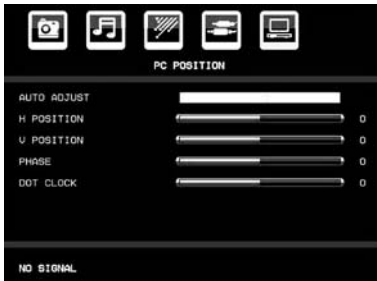 PC POSITION
AUTO ADJUST
H POSITION 0
V POSITION 0
PHASE 0
DOT CLOCK 0
NO SIGNAL